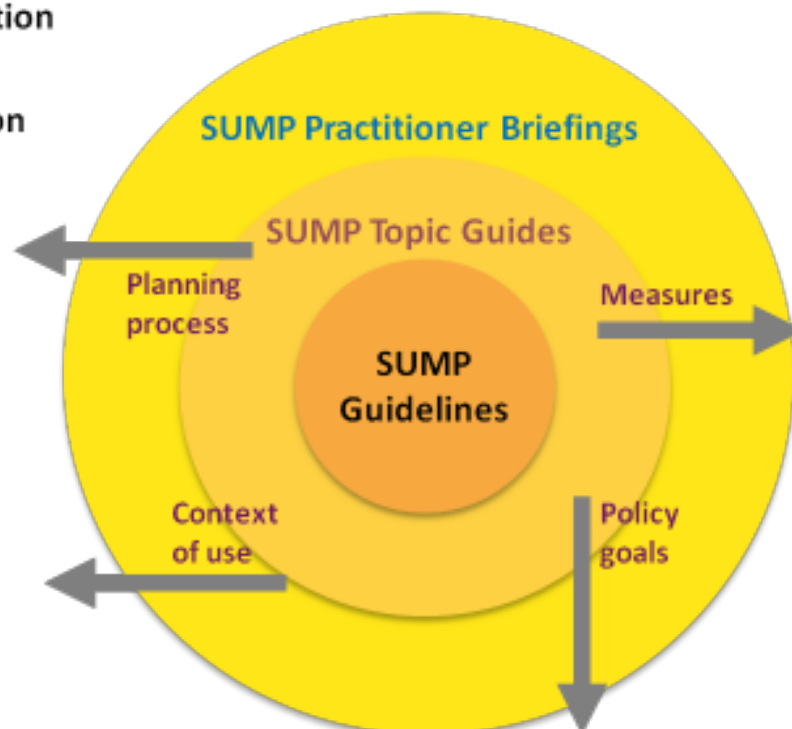 tion
on
SUMP Practitioner Briefings
SUMP Topic Guides
Planning
process
Measures
SUMP
Guidelines
Context
of use
Policy
goals